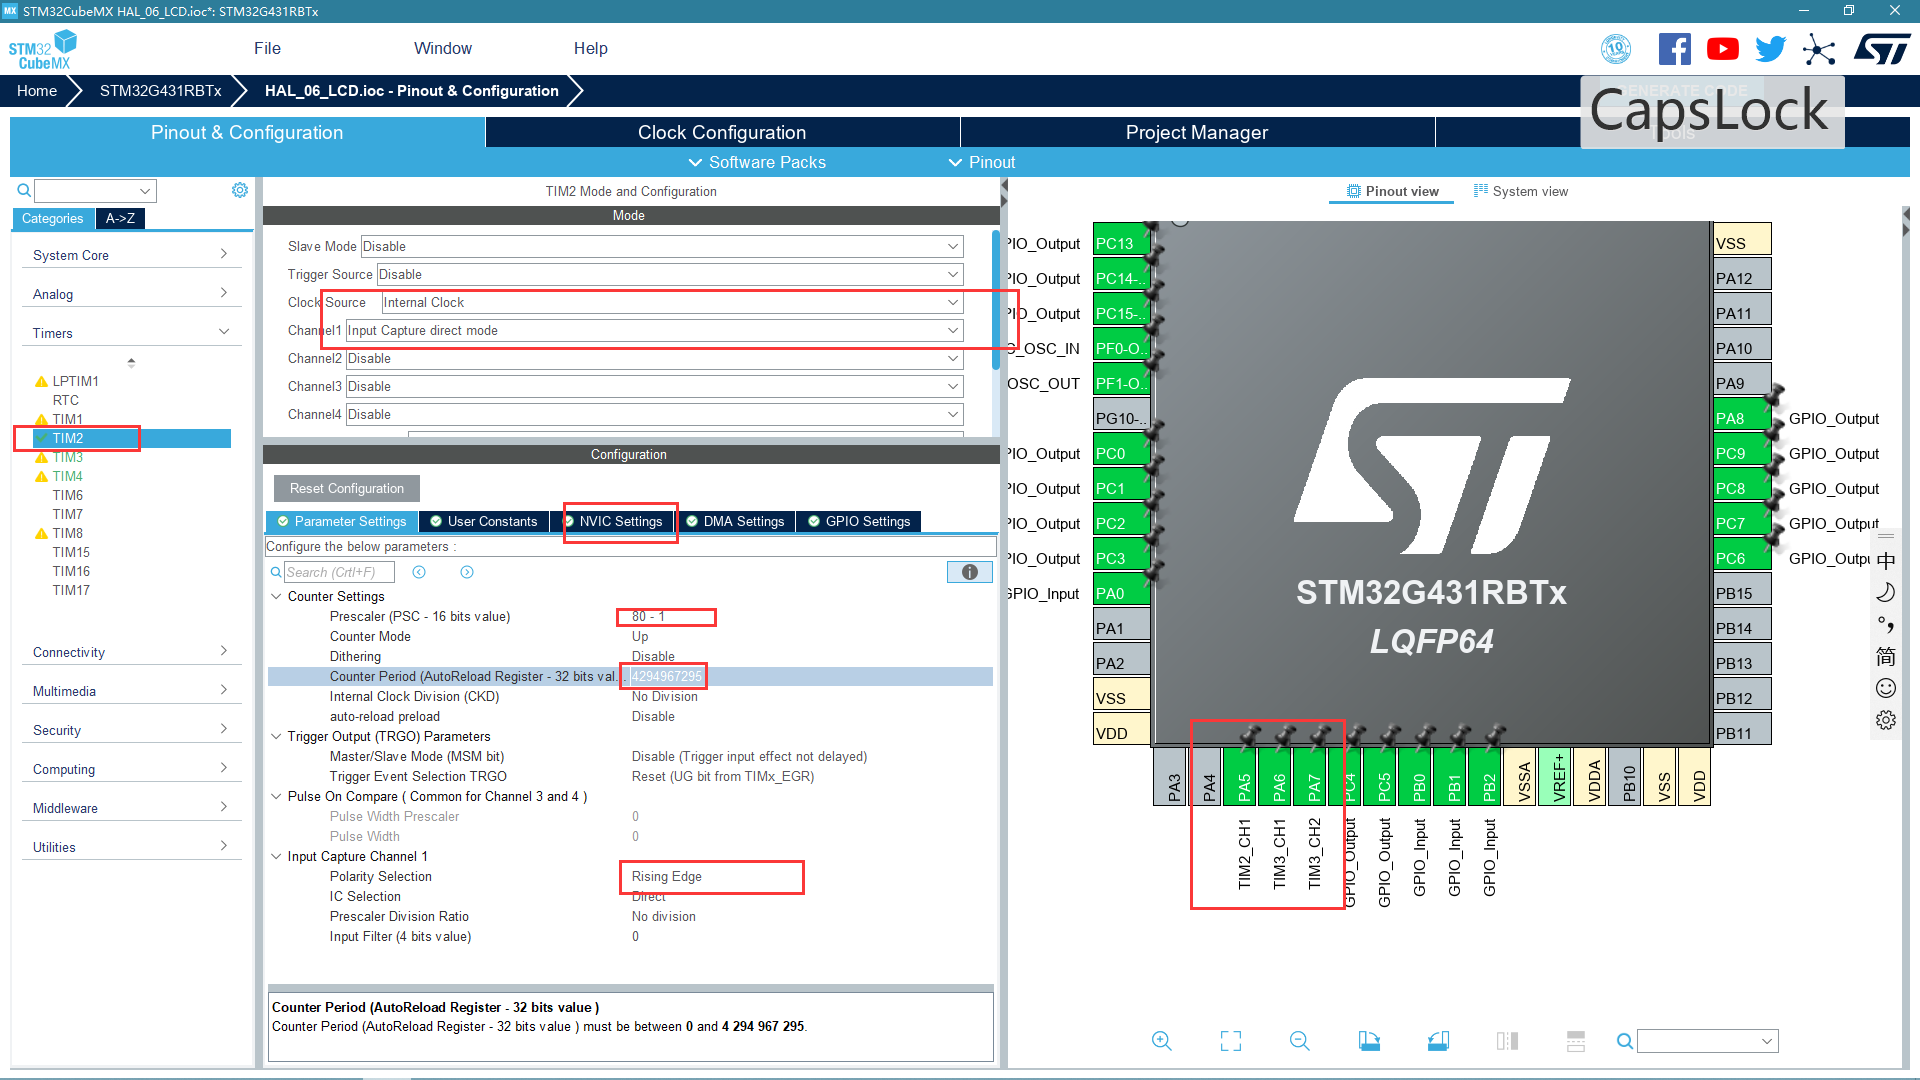 MX STM32CubeMX HAL_06_LCD.ioc*: STM32G431RBTx
STM32 CubeMX
File Window Help
10
Home STM32G431RBTx HAL_06_LCD.ioc - Pinout & Configuration
GENERATE CODE
CapsLock
Pinout & Configuration Clock Configuration Project Manager Tools
Software Packs Pinout
Categories A->Z
System Core
Analog
Timers
LPTIM1
RTC
TIM1
TIM2
TIM3
TIM4
TIM6
TIM7
TIM8
TIM15
TIM16
TIM17
Connectivity
Multimedia
Security
Computing
Middleware
Utilities
TIM2 Mode and Configuration
Mode
Slave Mode Disable
Trigger Source Disable
Clock Source Internal Clock
Channel1 Input Capture direct mode
Channel2 Disable
Channel3 Disable
Channel4 Disable
Configuration
Reset Configuration
Parameter Settings User Constants NVIC Settings DMA Settings GPIO Settings
Configure the below parameters :
Search (Crtl+F)
Counter Settings
Prescaler (PSC - 16 bits value) 80 - 1
Counter Mode Up
Dithering Disable
Counter Period (AutoReload Register - 32 bits val... 4294967295
Internal Clock Division (CKD) No Division
auto-reload preload Disable
Trigger Output (TRGO) Parameters
Master/Slave Mode (MSM bit) Disable (Trigger input effect not delayed)
Trigger Event Selection TRGO Reset (UG bit from TIMx_EGR)
Pulse On Compare ( Common for Channel 3 and 4 )
Pulse Width Prescaler 0
Pulse Width 0
Input Capture Channel 1
Polarity Selection Rising Edge
IC Selection Direct
Prescaler Division Ratio No division
Input Filter (4 bits value) 0
Counter Period (AutoReload Register - 32 bits value )
Counter Period (AutoReload Register - 32 bits value ) must be between 0 and 4 294 967 295.
Pinout view System view
PIO_Output PC13
PIO_Output PC14-..
PIO_Output PC15-..
C_OSC_IN PF0-O..
OSC_OUT PF1-O..
PG10-..
PIO_Output PC0
PIO_Output PC1
PIO_Output PC2
PIO_Output PC3
GPIO_Input PA0
PA1
PA2
VSS
VDD
STM32G431RBTx
LQFP64
VSS
PA12
PA11
PA10
PA9
PA8 GPIO_Output
PC9 GPIO_Output
PC8 GPIO_Output
PC7 GPIO_Output
PC6 GPIO_Outpu
PB15
PB14
PB13
PB12
PB11
PA3
PA4
PA5 TIM2_CH1
PA6 TIM3_CH1
PA7 TIM3_CH2
PC4 GPIO_Output
PC5 GPIO_Output
PB0 GPIO_Input
PB1 GPIO_Input
PB2 GPIO_Input
VSSA
VREF+
VDDA
PB10
VSS
VDD
中
简